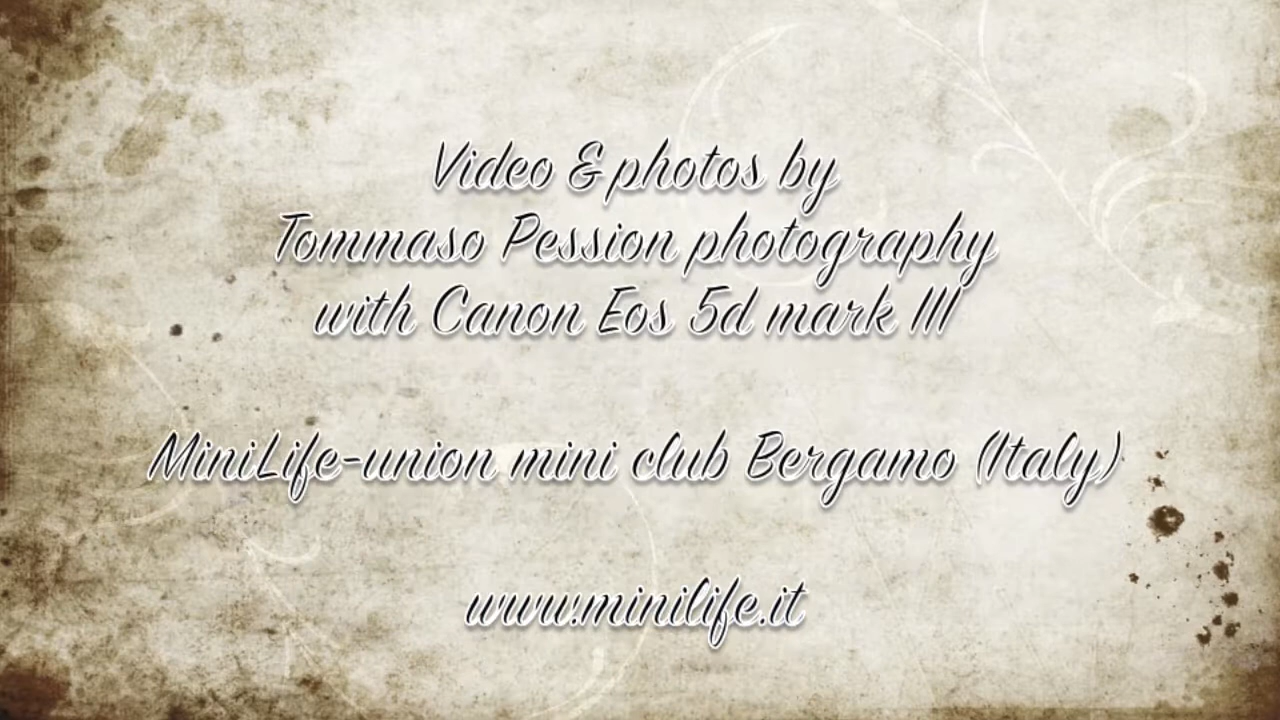 Video & photos by
Tommaso Pession photography
with Canon Eos 5d mark III
MiniLife-union mini club Bergamo (Italy)
www.minilife.it